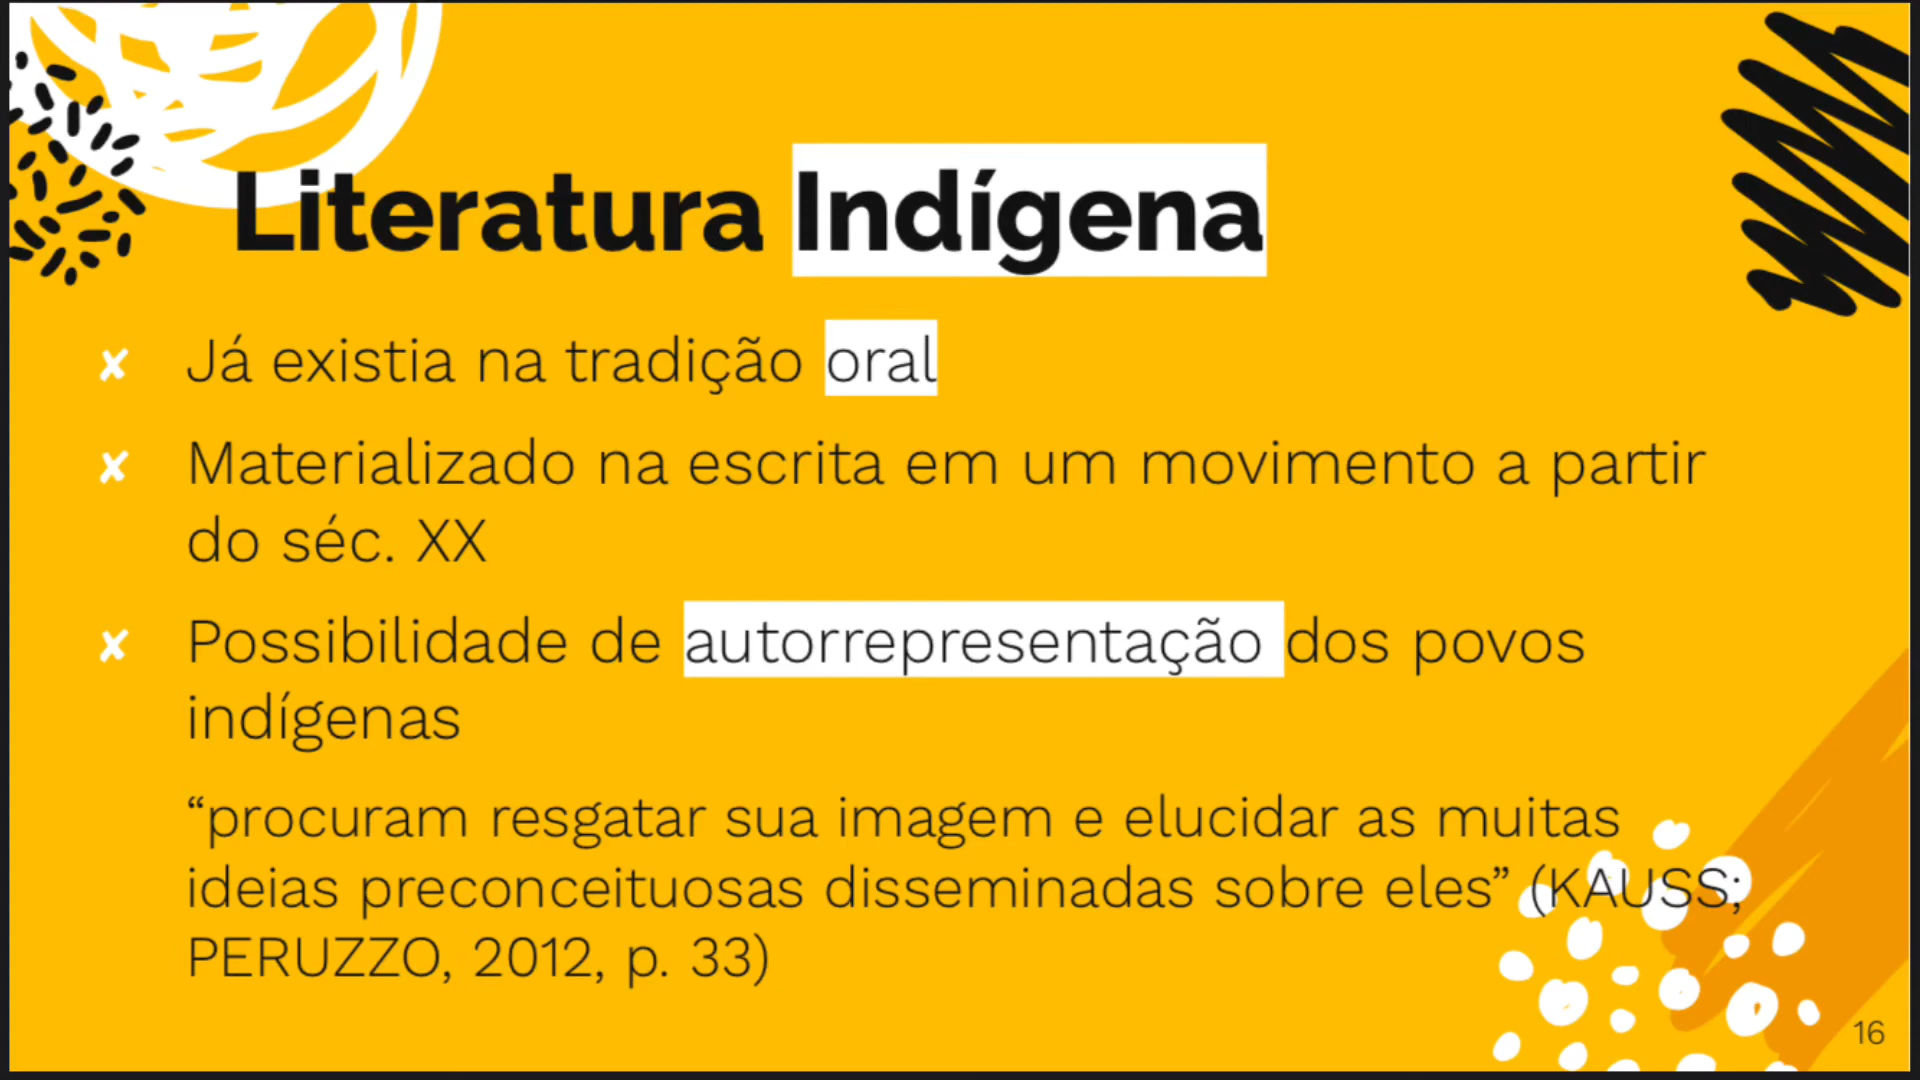 Literatura Indígena
✘ Já existia na tradição oral
✘ Materializado na escrita em um movimento a partir
do séc. XX
✘ Possibilidade de autorrepresentação dos povos
indígenas
“procuram resgatar sua imagem e elucidar as muitas
ideias preconceituosas disseminadas sobre eles” (KAUSS;
PERUZZO, 2012, p. 33)
16